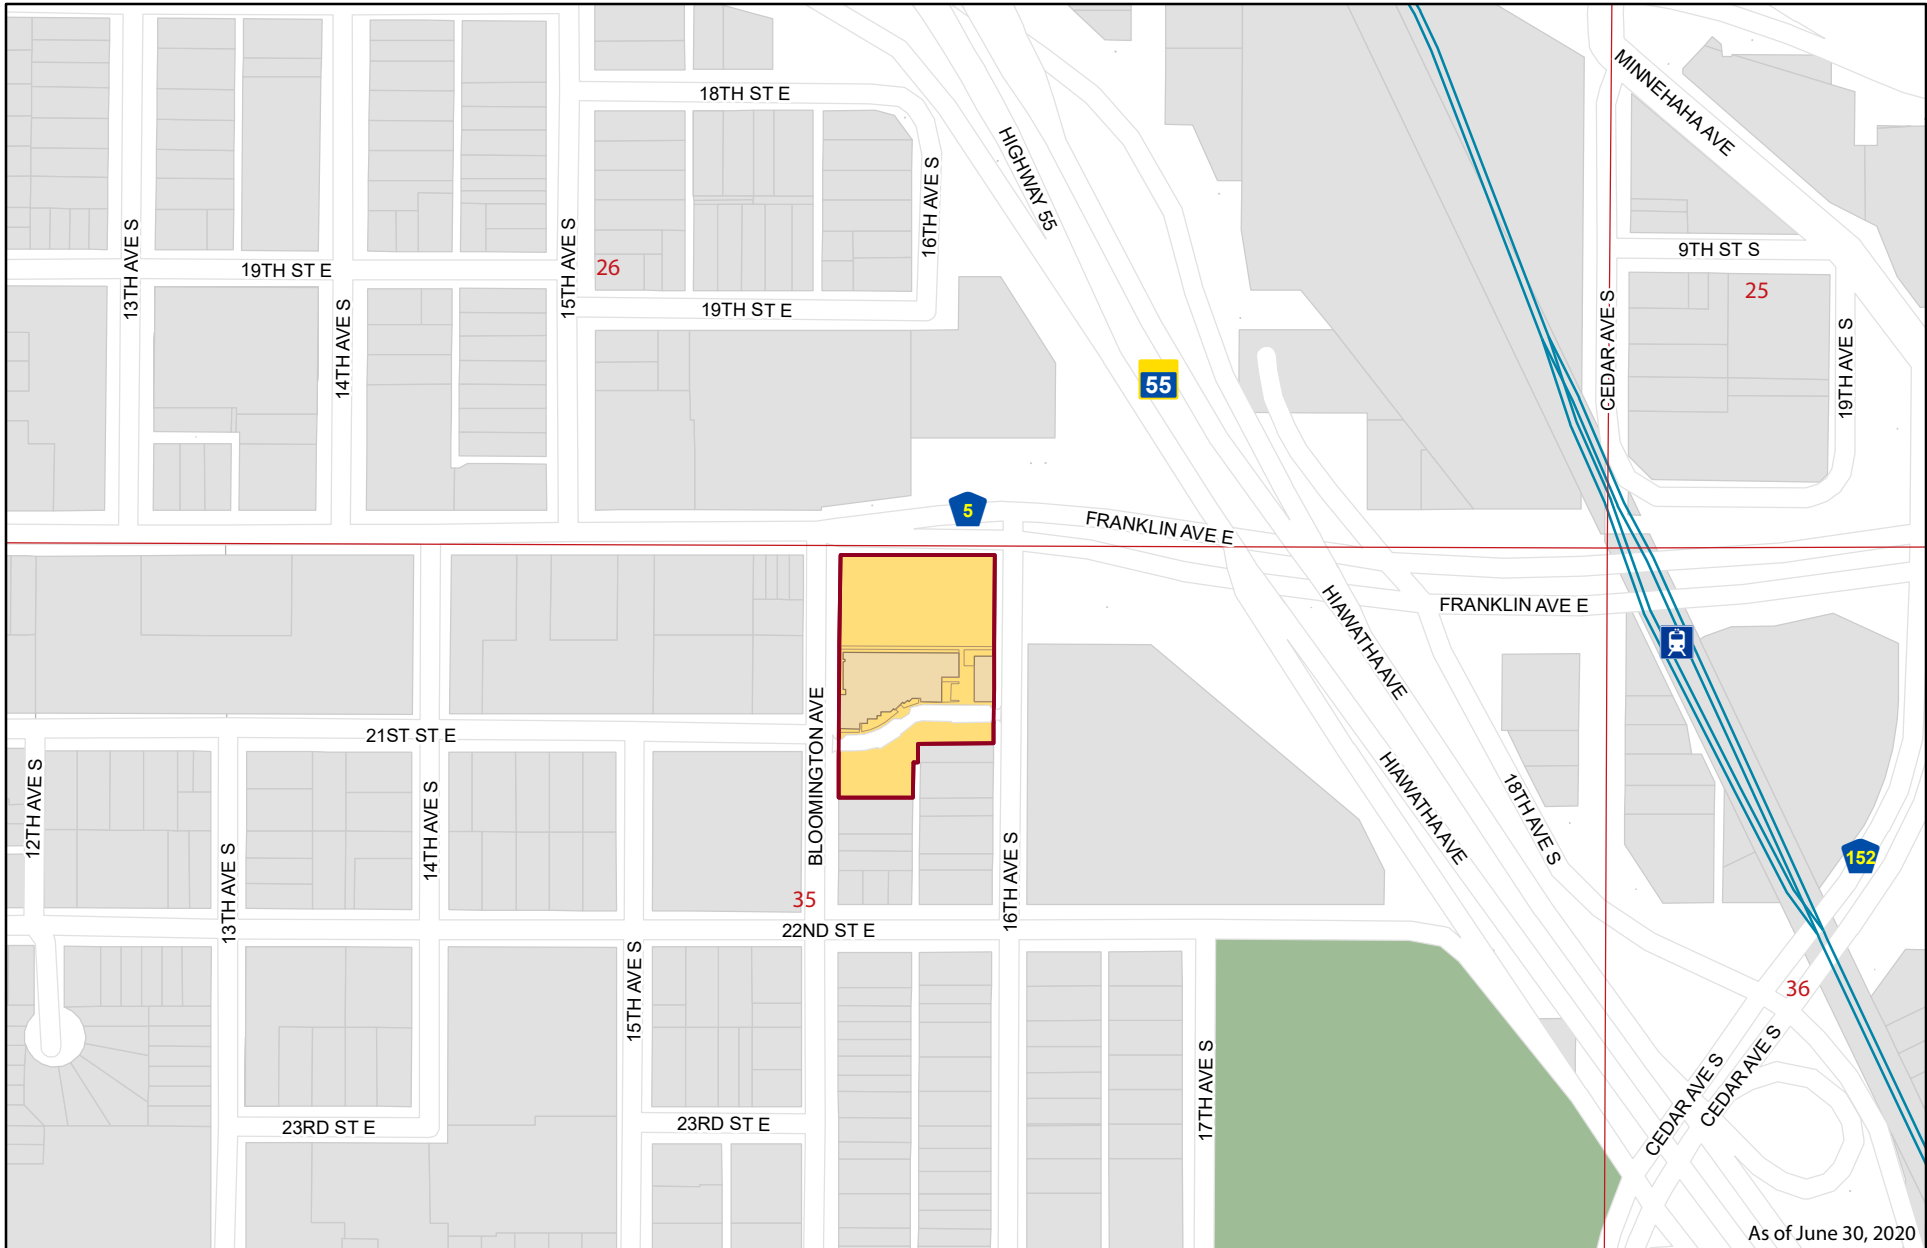 18TH ST E
MINNEHAHA AVE
HIGHWAY 55
16TH AVE S
13TH AVE S
15TH AVE S
9TH ST S
19TH ST E
26
25
14TH AVE S
19TH ST E
CEDAR AVE S
19TH AVE S
55
5
FRANKLIN AVE E
FRANKLIN AVE E
HIAWATHA AVE
BLOOMINGTON AVE
21ST ST E
12TH AVE S
14TH AVE S
HIAWATHA AVE
18TH AVE S
152
13TH AVE S
35
16TH AVE S
22ND ST E
15TH AVE S
36
17TH AVE S
CEDAR AVE S
CEDAR AVE S
23RD ST E
23RD ST E
As of June 30, 2020